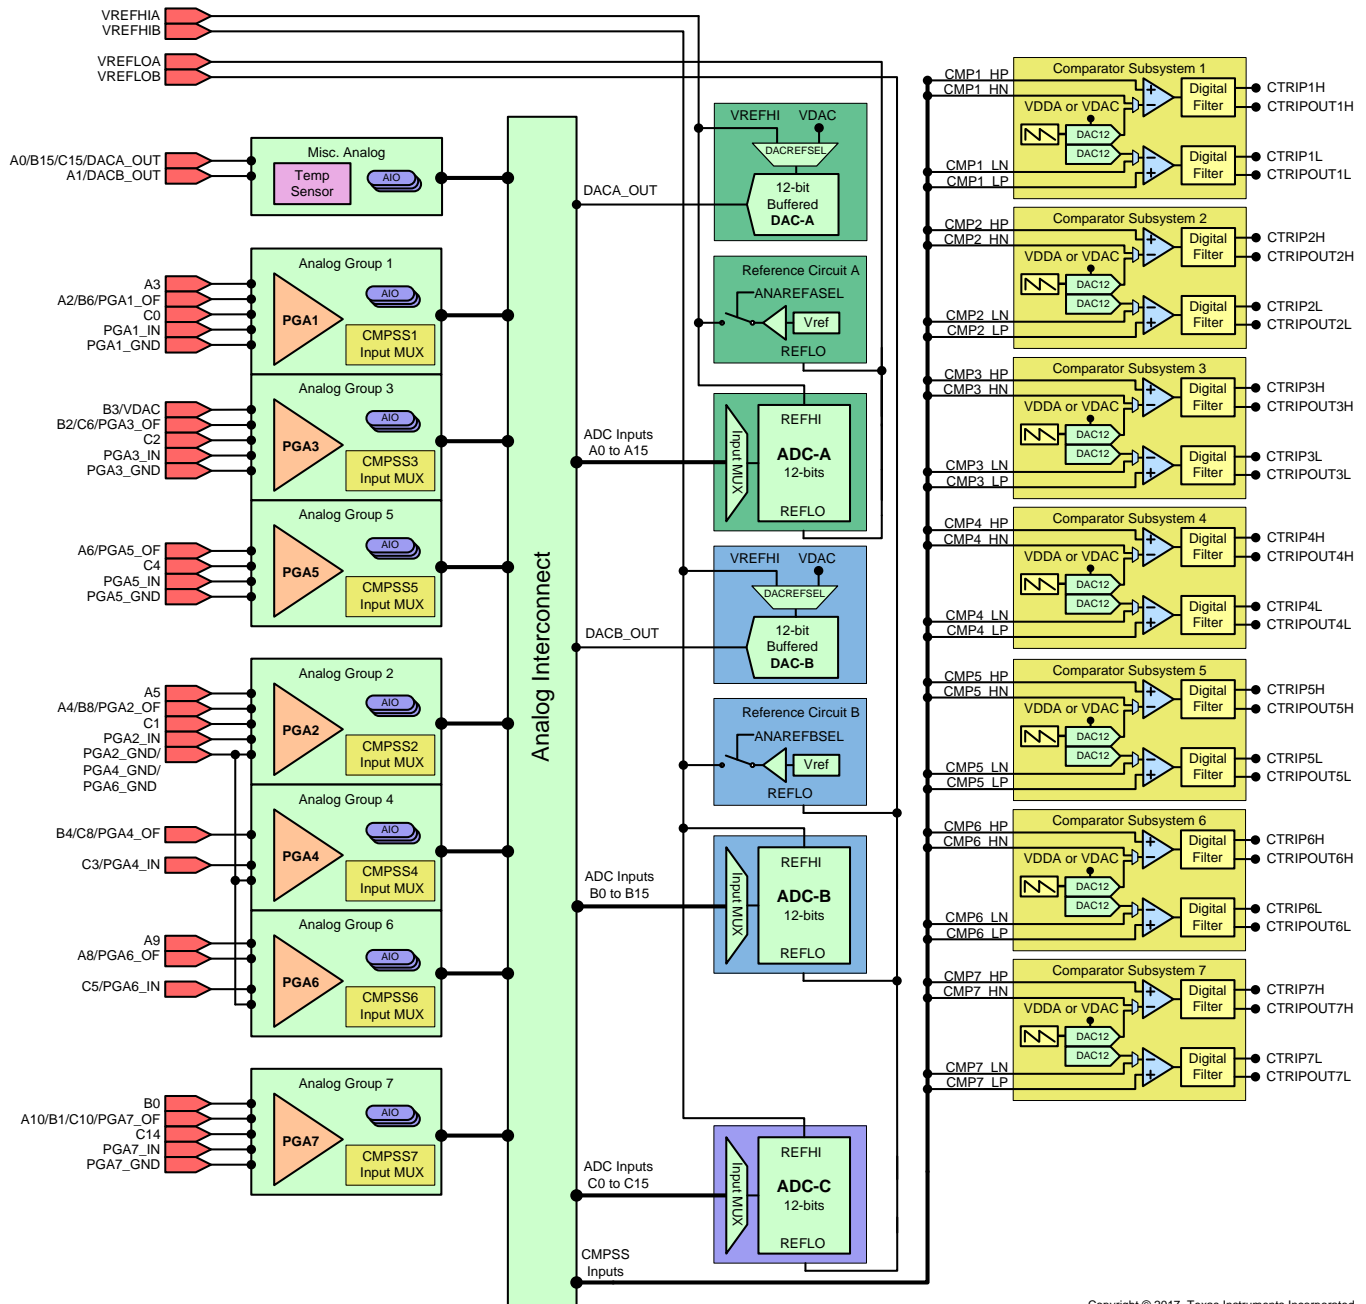 VREFHIA
VREFHIB
VREFLOA
VREFLOB
A0/B15/C15/DACA_OUT
A1/DACB_OUT
Misc. Analog
Temp
Sensor
AIO
Analog Group 1
A3
A2/B6/PGA1_OF
C0
PGA1_IN
PGA1_GND
PGA1
AIO
CMPSS1
Input MUX
Analog Group 3
B3/VDAC
B2/C6/PGA3_OF
C2
PGA3_IN
PGA3_GND
PGA3
AIO
CMPSS3
Input MUX
Analog Group 5
A6/PGA5_OF
C4
PGA5_IN
PGA5_GND
PGA5
AIO
CMPSS5
Input MUX
Analog Group 2
A5
A4/B8/PGA2_OF
C1
PGA2_IN
PGA2_GND/
PGA4_GND/
PGA6_GND
PGA2
AIO
CMPSS2
Input MUX
Analog Group 4
B4/C8/PGA4_OF
C3/PGA4_IN
PGA4
AIO
CMPSS4
Input MUX
Analog Group 6
A9
A8/PGA6_OF
C5/PGA6_IN
PGA6
AIO
CMPSS6
Input MUX
Analog Group 7
B0
A10/B1/C10/PGA7_OF
C14
PGA7_IN
PGA7_GND
PGA7
AIO
CMPSS7
Input MUX
Analog Interconnect
DACA_OUT
VREFHI
VDAC
DACREFSEL
12-bit
Buffered
DAC-A
Reference Circuit A
ANAREFASEL
Vref
REFLO
ADC Inputs
A0 to A15
Input MUX
REFHI
ADC-A
12-bits
REFLO
DACB_OUT
VREFHI
VDAC
DACREFSEL
12-bit
Buffered
DAC-B
Reference Circuit B
ANAREFBSEL
Vref
REFLO
ADC Inputs
B0 to B15
Input MUX
REFHI
ADC-B
12-bits
REFLO
ADC Inputs
C0 to C15
Input MUX
REFHI
ADC-C
12-bits
REFLO
CMPSS
Inputs
Comparator Subsystem 1
CMP1_HP
CMP1_HN
VDDA or VDAC
DAC12
DAC12
CMP1_LN
CMP1_LP
Digital
Filter
Digital
Filter
CTRIP1H
CTRIPOUT1H
CTRIP1L
CTRIPOUT1L
Comparator Subsystem 2
CMP2_HP
CMP2_HN
VDDA or VDAC
DAC12
DAC12
CMP2_LN
CMP2_LP
Digital
Filter
Digital
Filter
CTRIP2H
CTRIPOUT2H
CTRIP2L
CTRIPOUT2L
Comparator Subsystem 3
CMP3_HP
CMP3_HN
VDDA or VDAC
DAC12
DAC12
CMP3_LN
CMP3_LP
Digital
Filter
Digital
Filter
CTRIP3H
CTRIPOUT3H
CTRIP3L
CTRIPOUT3L
Comparator Subsystem 4
CMP4_HP
CMP4_HN
VDDA or VDAC
DAC12
DAC12
CMP4_LN
CMP4_LP
Digital
Filter
Digital
Filter
CTRIP4H
CTRIPOUT4H
CTRIP4L
CTRIPOUT4L
Comparator Subsystem 5
CMP5_HP
CMP5_HN
VDDA or VDAC
DAC12
DAC12
CMP5_LN
CMP5_LP
Digital
Filter
Digital
Filter
CTRIP5H
CTRIPOUT5H
CTRIP5L
CTRIPOUT5L
Comparator Subsystem 6
CMP6_HP
CMP6_HN
VDDA or VDAC
DAC12
DAC12
CMP6_LN
CMP6_LP
Digital
Filter
Digital
Filter
CTRIP6H
CTRIPOUT6H
CTRIP6L
CTRIPOUT6L
Comparator Subsystem 7
CMP7_HP
CMP7_HN
VDDA or VDAC
DAC12
DAC12
CMP7_LN
CMP7_LP
Digital
Filter
Digital
Filter
CTRIP7H
CTRIPOUT7H
CTRIP7L
CTRIPOUT7L
Copyright © 2017, Texas Instruments Incorporated